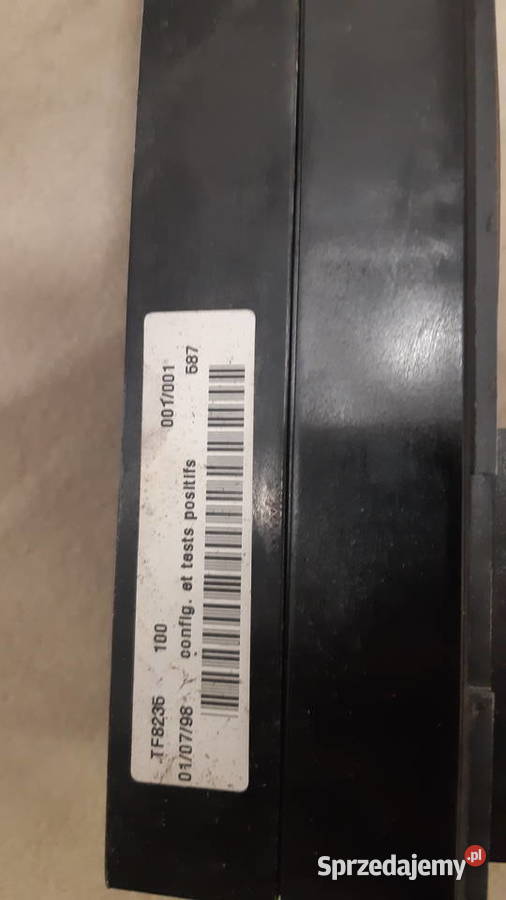 TF8236 100 001/001
01/07/98 config. et tests positifs 587
Sprzedajemy.pl